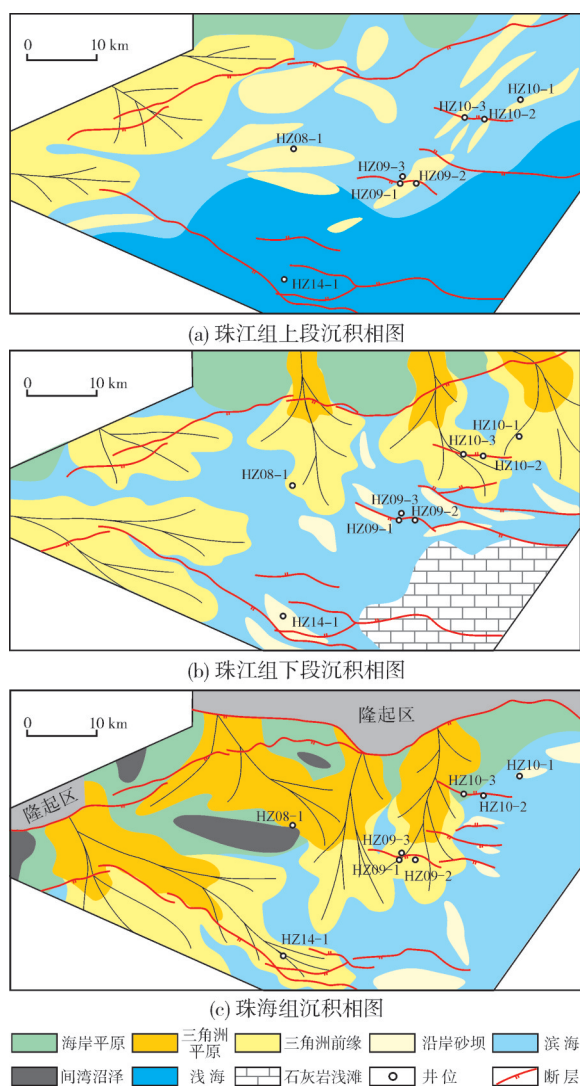 0 10 km
HZ10-1
HZ10-3
HZ10-2
HZ08-1
HZ09-3
HZ09-2
HZ09-1
HZ14-1
(a) 珠江组上段沉积相图
0 10 km
HZ10-1
HZ10-3
HZ10-2
HZ08-1
HZ09-3
HZ09-2
HZ09-1
HZ14-1
(b) 珠江组下段沉积相图
0 10 km
隆起区
隆起区
HZ10-1
HZ10-3
HZ10-2
HZ08-1
HZ09-3
HZ09-1
HZ09-2
HZ14-1
(c) 珠海组沉积相图
海岸平原 三角洲平原 三角洲前缘 沿岸砂坝 滨海
间湾沼泽 浅海 石灰岩浅滩 井位 断层